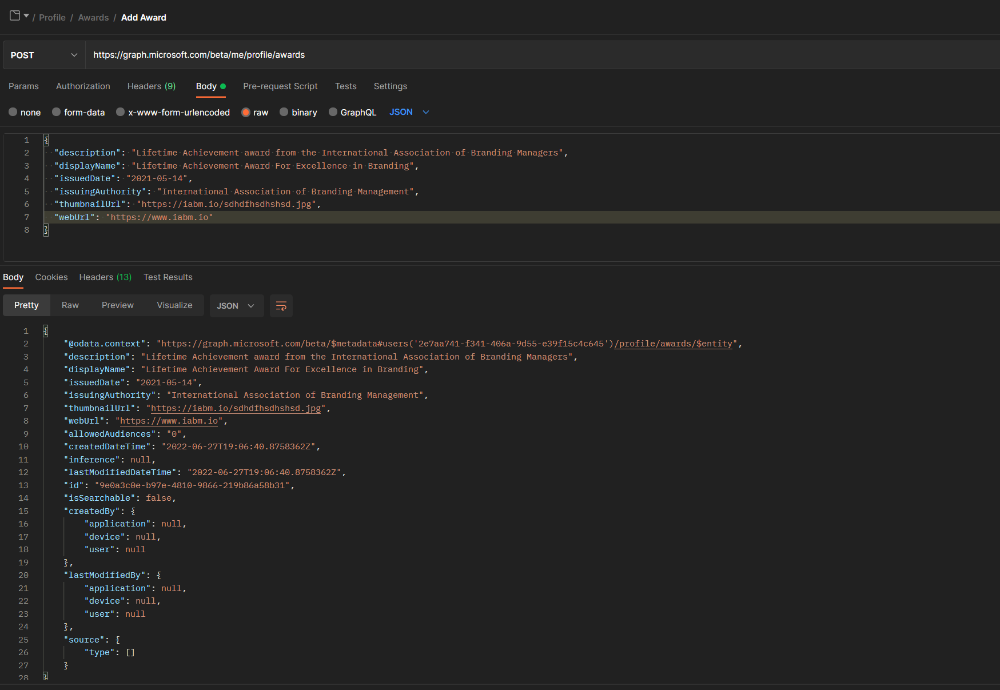 / Profile / Awards / Add Award
POST https://graph.microsoft.com/beta/me/profile/awards
Params Authorization Headers (9) Body Pre-request Script Tests Settings
none form-data x-www-form-urlencoded raw binary GraphQL JSON
1 {
2 "description": "Lifetime Achievement award from the International Association of Branding Managers",
3 "displayName": "Lifetime Achievement Award For Excellence in Branding",
4 "issuedDate": "2021-05-14",
5 "issuingAuthority": "International Association of Branding Management",
6 "thumbnailUrl": "https://iabm.io/sdhdfhsdhshsd.jpg",
7 "webUrl": "https://www.iabm.io"
8 }
Body Cookies Headers (13) Test Results
Pretty Raw Preview Visualize JSON
1 {
2 "@odata.context": "https://graph.microsoft.com/beta/$metadata#users('2e7aa741-f341-406a-9d55-e39f15c4c645')/profile/awards/$entity",
3 "description": "Lifetime Achievement award from the International Association of Branding Managers",
4 "displayName": "Lifetime Achievement Award For Excellence in Branding",
5 "issuedDate": "2021-05-14",
6 "issuingAuthority": "International Association of Branding Management",
7 "thumbnailUrl": "https://iabm.io/sdhdfhsdhshsd.jpg",
8 "webUrl": "https://www.iabm.io",
9 "allowedAudiences": "0",
10 "createdDateTime": "2022-06-27T19:06:40.8758362Z",
11 "inference": null,
12 "lastModifiedDateTime": "2022-06-27T19:06:40.8758362Z",
13 "id": "9e0a3c0e-b97e-4810-9866-219b86a58b31",
14 "isSearchable": false,
15 "createdBy": {
16 "application": null,
17 "device": null,
18 "user": null
19 },
20 "lastModifiedBy": {
21 "application": null,
22 "device": null,
23 "user": null
24 },
25 "source": {
26 "type": []
27 }
28 }